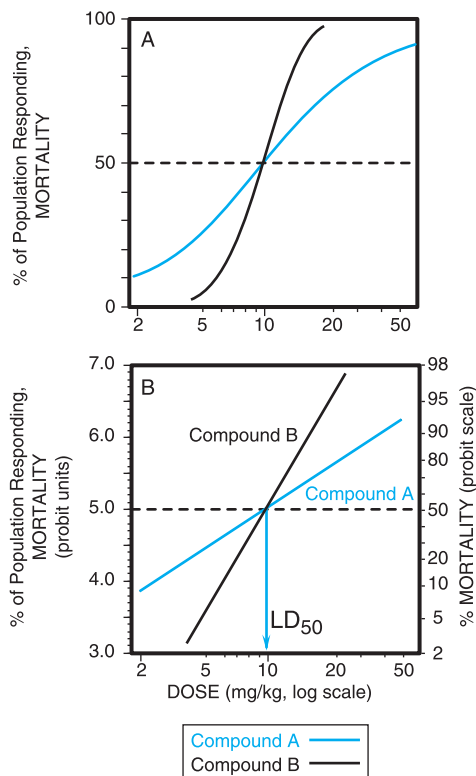 100
A
50
0
% of Population Responding,
MORTALITY
2 5 10 20 50
7.0
6.0
5.0
4.0
3.0
% of Population Responding,
MORTALITY
(probit units)
B
Compound B
Compound A
LD50
98
95
90
80
50
20
10
5
2
% MORTALITY (probit scale)
2 5 10 20 50
DOSE (mg/kg, log scale)
Compound A
Compound B